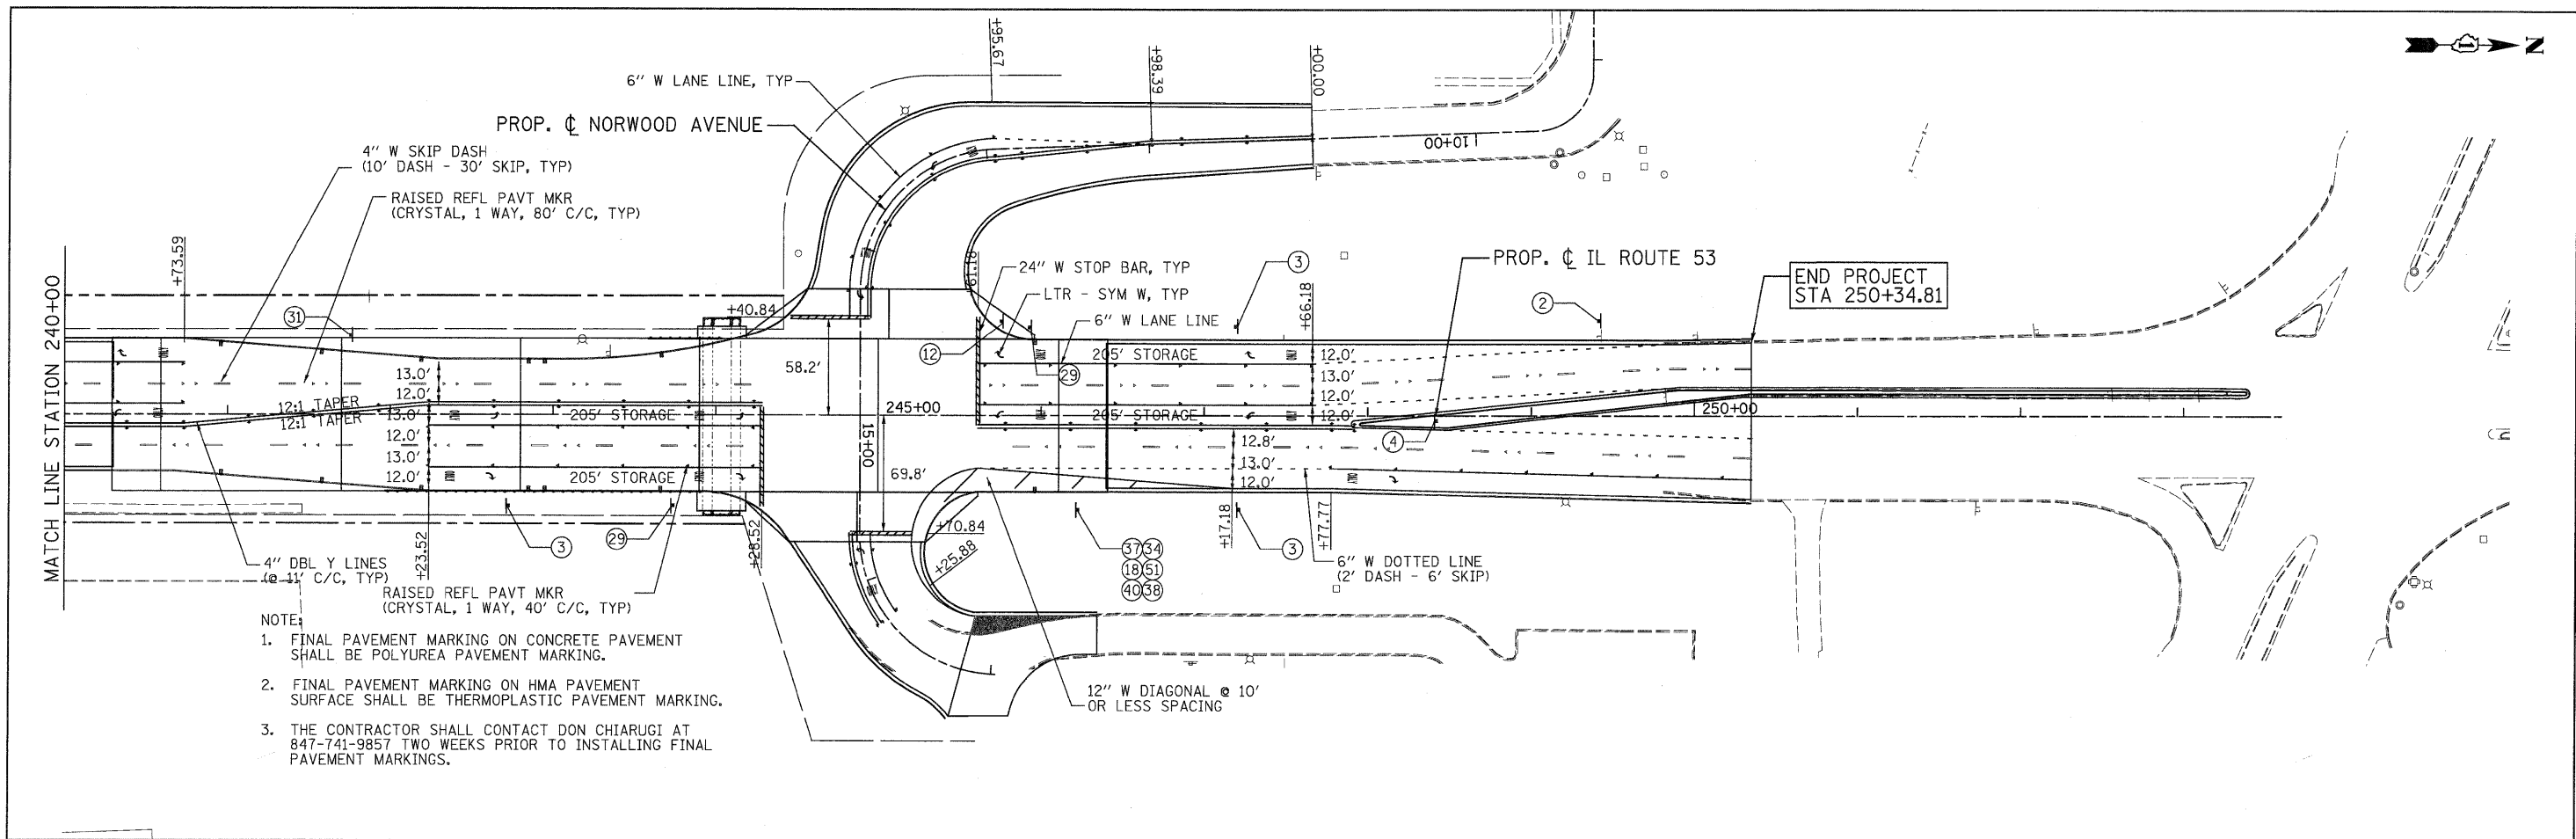 +95.67
+98.39
+00.00
N
6" W LANE LINE, TYP
PROP. ℄ NORWOOD AVENUE
4" W SKIP DASH
(10' DASH - 30' SKIP, TYP)
RAISED REFL PAVT MKR
(CRYSTAL, 1 WAY, 80' C/C, TYP)
110+00
+73.59
61.18
24" W STOP BAR, TYP
3
PROP. ℄ IL ROUTE 53
END PROJECT
STA 250+34.81
LTR - SYM W, TYP
2
31
+40.84
6" W LANE LINE
+66.18
MATCH LINE STATION 240+00
12
29
205' STORAGE
12.0'
13.0'
12.0'
12.0'
58.2'
13.0'
12.0'
12:1 TAPER
12:1 TAPER
13.0'
12.0'
13.0'
12.0'
205' STORAGE
205' STORAGE
245+00
15+00
205' STORAGE
250+00
4
12.8'
13.0'
12.0'
69.8'
+23.52
3
29
+28.52
+70.84
+25.88
37 34
18 51
40 38
+17.18
3
+77.77
6" W DOTTED LINE
(2' DASH - 6' SKIP)
4" DBL Y LINES
(@ 11' C/C, TYP)
RAISED REFL PAVT MKR
(CRYSTAL, 1 WAY, 40' C/C, TYP)
NOTE:
1. FINAL PAVEMENT MARKING ON CONCRETE PAVEMENT
SHALL BE POLYUREA PAVEMENT MARKING.
2. FINAL PAVEMENT MARKING ON HMA PAVEMENT
SURFACE SHALL BE THERMOPLASTIC PAVEMENT MARKING.
3. THE CONTRACTOR SHALL CONTACT DON CHIARUGI AT
847-741-9857 TWO WEEKS PRIOR TO INSTALLING FINAL
PAVEMENT MARKINGS.
12" W DIAGONAL @ 10'
OR LESS SPACING